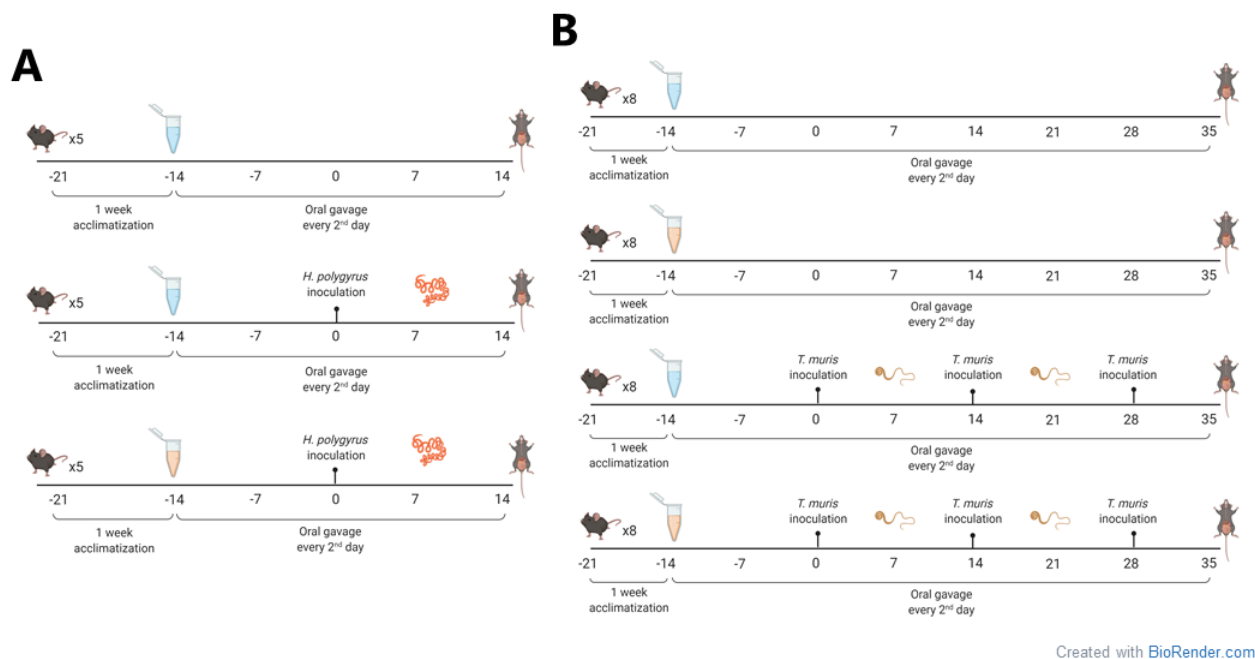 A
x5
-21 -14 -7 0 7 14
1 week
acclimatization
Oral gavage
every 2nd day
H. polygyrus
inoculation
x5
-21 -14 -7 0 7 14
1 week
acclimatization
Oral gavage
every 2nd day
H. polygyrus
inoculation
x5
-21 -14 -7 0 7 14
1 week
acclimatization
Oral gavage
every 2nd day
B
x8
-21 -14 -7 0 7 14 21 28 35
1 week
acclimatization
Oral gavage
every 2nd day
x8
-21 -14 -7 0 7 14 21 28 35
1 week
acclimatization
Oral gavage
every 2nd day
T. muris
inoculation
T. muris
inoculation
T. muris
inoculation
x8
-21 -14 -7 0 7 14 21 28 35
1 week
acclimatization
Oral gavage
every 2nd day
T. muris
inoculation
T. muris
inoculation
T. muris
inoculation
x8
-21 -14 -7 0 7 14 21 28 35
1 week
acclimatization
Oral gavage
every 2nd day
Created with BioRender.com